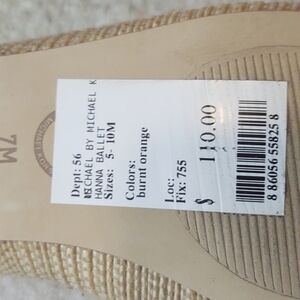 Dept: 56
MICHAEL BY MICHAEL K
HANNA BALLET
Sizes: 5- 10M
Colors:
burnt orange
Loc:
Fix: 755
$ 110.00
8 86056 55825 8
7M